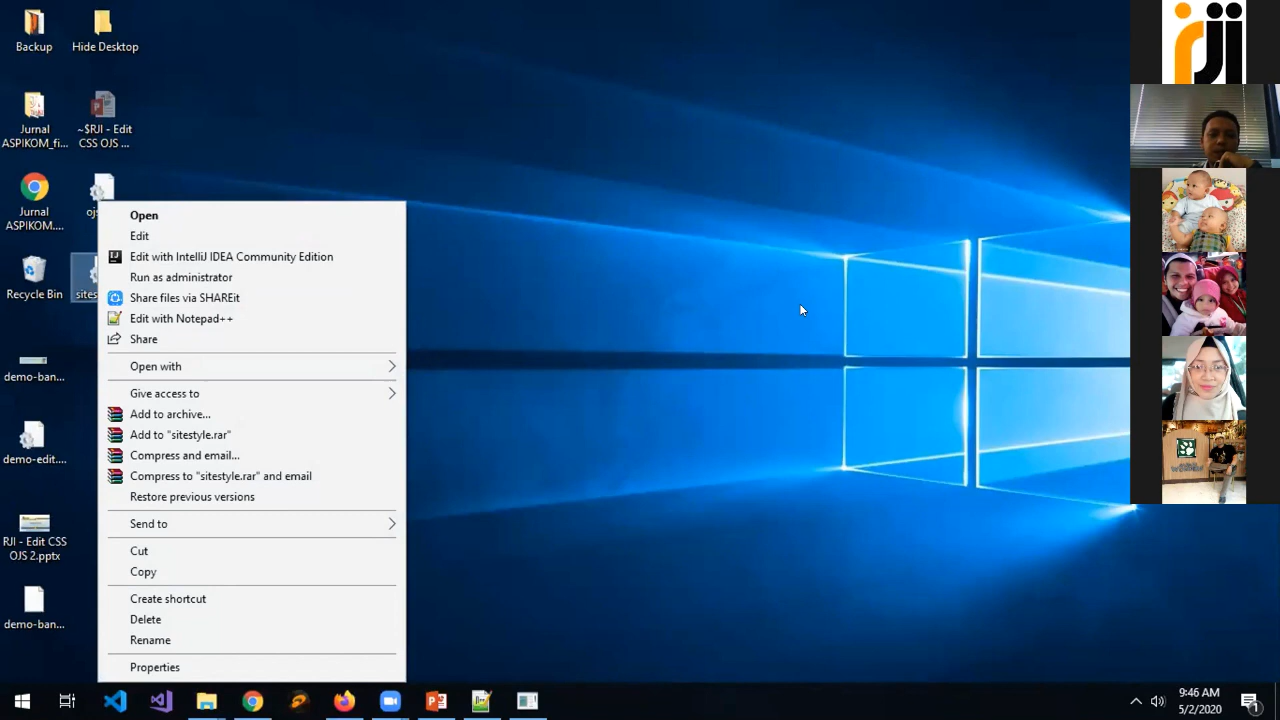 Backup
Hide Desktop
Jurnal
ASPIKOM_fi...
~$RJI - Edit
CSS OJS ...
Jurnal
ASPIKOM....
Recycle Bin
demo-ban...
demo-edit....
RJI - Edit CSS
OJS 2.pptx
demo-ban...
Open
Edit
Edit with IntelliJ IDEA Community Edition
Run as administrator
Share files via SHAREit
Edit with Notepad++
Share
Open with
Give access to
Add to archive...
Add to "sitestyle.rar"
Compress and email...
Compress to "sitestyle.rar" and email
Restore previous versions
Send to
Cut
Copy
Create shortcut
Delete
Rename
Properties
rji
9:46 AM
5/2/2020
1